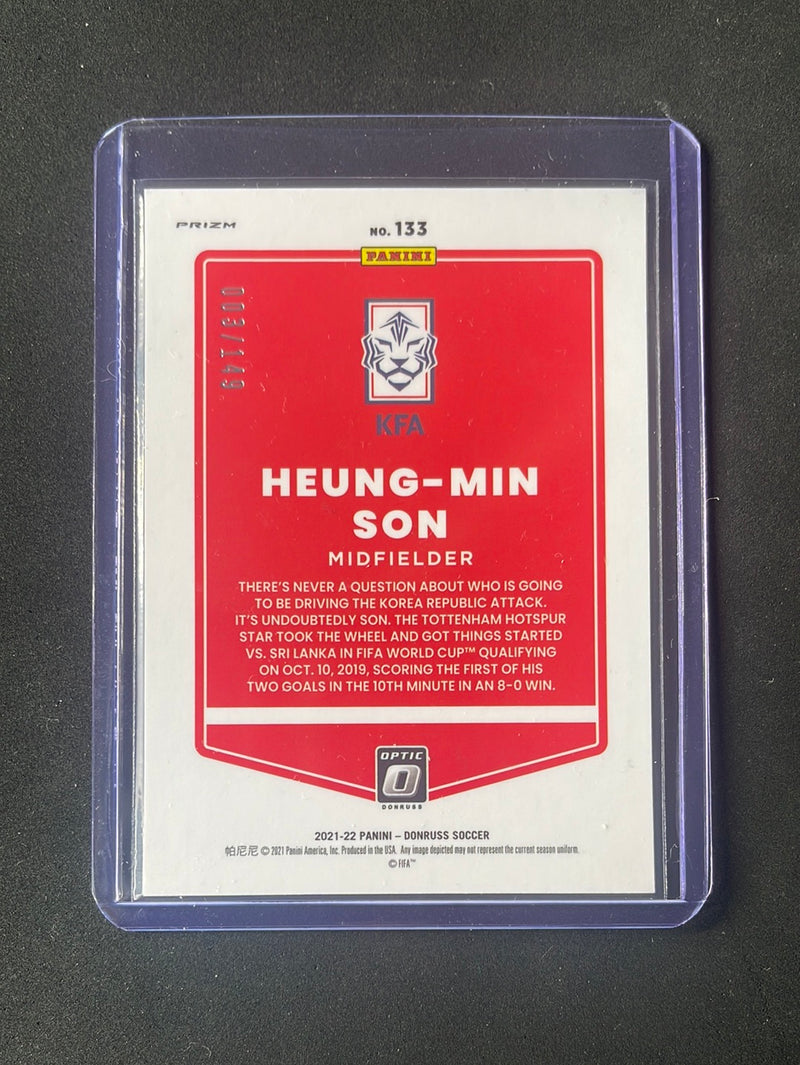 PRIZM
NO. 133
PANINI
003/149
KFA
HEUNG-MIN
SON
MIDFIELDER
THERE'S NEVER A QUESTION ABOUT WHO IS GOING
TO BE DRIVING THE KOREA REPUBLIC ATTACK.
IT'S UNDOUBTEDLY SON. THE TOTTENHAM HOTSPUR
STAR TOOK THE WHEEL AND GOT THINGS STARTED
VS. SRI LANKA IN FIFA WORLD CUP™ QUALIFYING
ON OCT. 10, 2019, SCORING THE FIRST OF HIS
TWO GOALS IN THE 10TH MINUTE IN AN 8-0 WIN.
OPTIC
DONRUSS
2021-22 PANINI – DONRUSS SOCCER
帕尼尼 © 2021 Panini America, Inc. Produced in the USA. Any image depicted may not represent the current season uniform.
© FIFA™